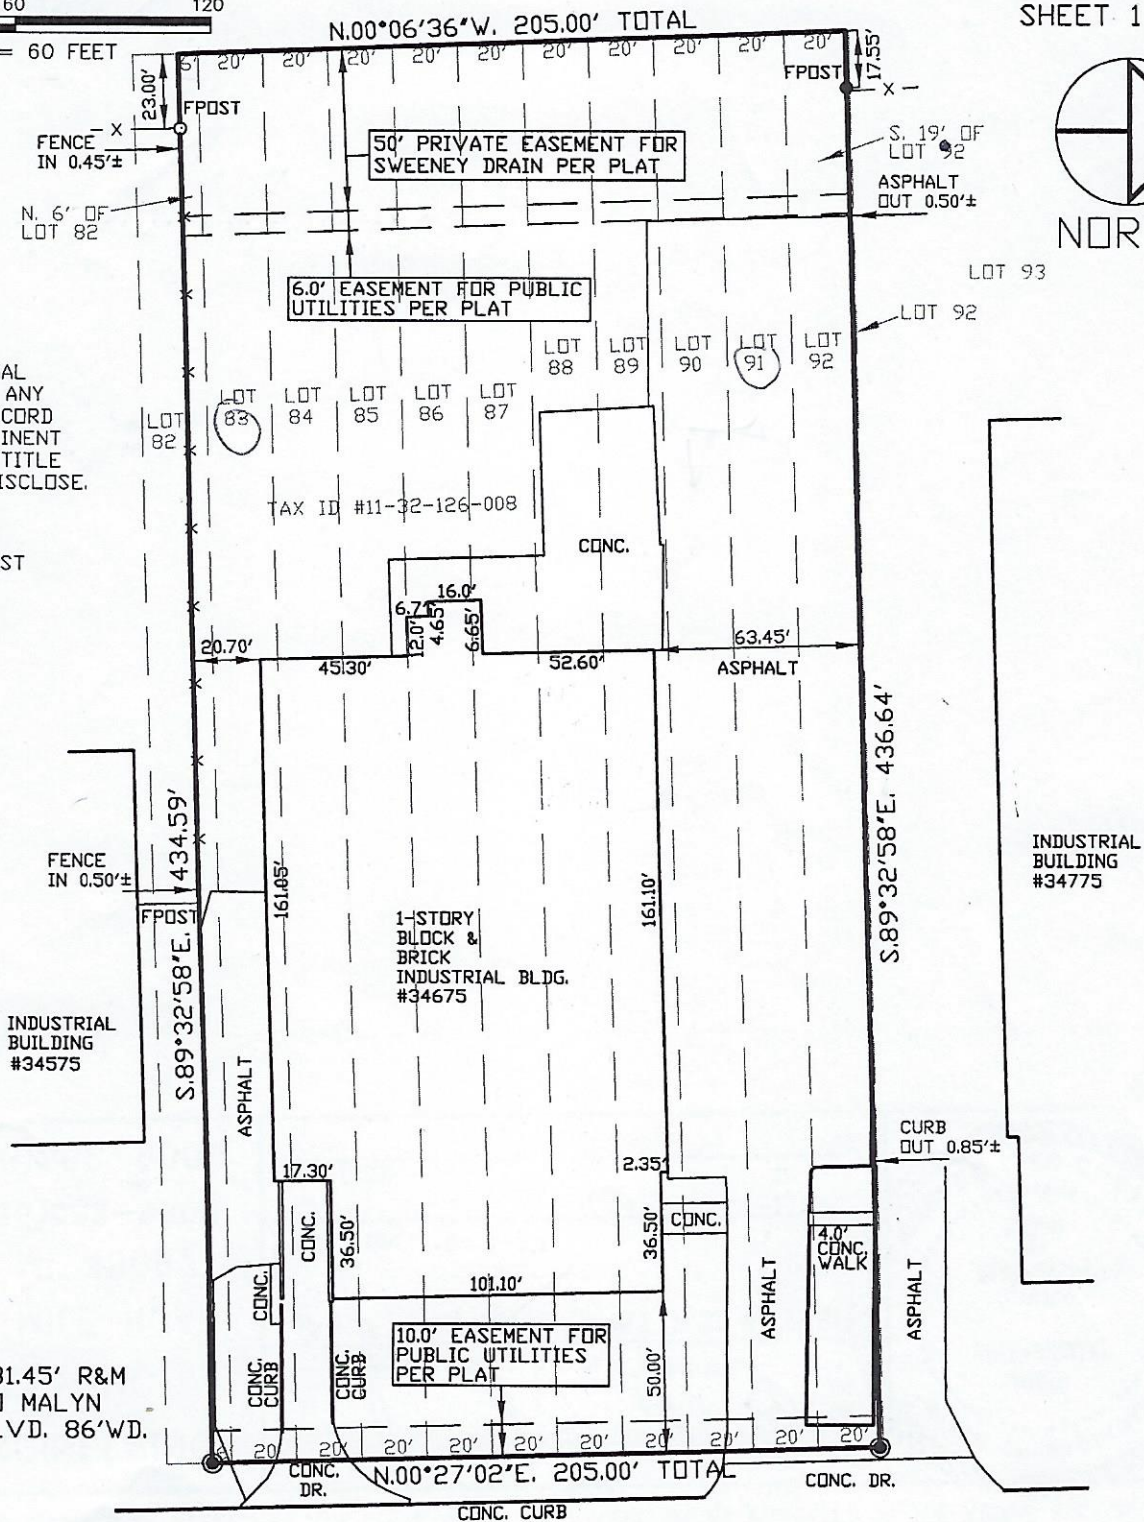 60
120
= 60 FEET
SHEET 1
N.00°06'36"W. 205.00' TOTAL
6' 20' 20' 20' 20' 20' 20' 20' 20' 20' 20'
23.00'
17.55'
FPOST
FPOST
X
X
FENCE
IN 0.45'±
50' PRIVATE EASEMENT FOR
SWEENEY DRAIN PER PLAT
S. 19' OF
LOT 92
ASPHALT
OUT 0.50'±
N. 6' OF
LOT 82
NOR
6.0' EASEMENT FOR PUBLIC
UTILITIES PER PLAT
LOT 93
LOT 92
LOT
82
LOT
83
LOT
84
LOT
85
LOT
86
LOT
87
LOT
88
LOT
89
LOT
90
LOT
91
LOT
92
AL
ANY
CORD
INENT
TITLE
ISCLOSE.
TAX ID #11-32-126-008
ST
CONC.
16.0'
6.7'
4.65'
12.0'
6.65'
20.70'
45.30'
52.60'
63.45'
ASPHALT
S.89°32'58"E. 434.59'
S.89°32'58"E. 436.64'
FENCE
IN 0.50'±
FPOST
161.05'
161.10'
1-STORY
BLOCK &
BRICK
INDUSTRIAL BLDG.
#34675
INDUSTRIAL
BUILDING
#34775
INDUSTRIAL
BUILDING
#34575
ASPHALT
CURB
OUT 0.85'±
17.30'
2.35'
CONC.
36.50'
36.50'
CONC.
4.0'
CONC.
WALK
CONC.
101.10'
ASPHALT
ASPHALT
10.0' EASEMENT FOR
PUBLIC UTILITIES
PER PLAT
50.00'
CONC.
CURB
CONC.
CURB
31.45' R&M
MALYN
VD. 86'WD.
6' 20' 20' 20' 20' 20' 20' 20' 20' 20' 20'
CONC.
DR.
N.00°27'02"E. 205.00' TOTAL
CONC. DR.
CONC. CURB